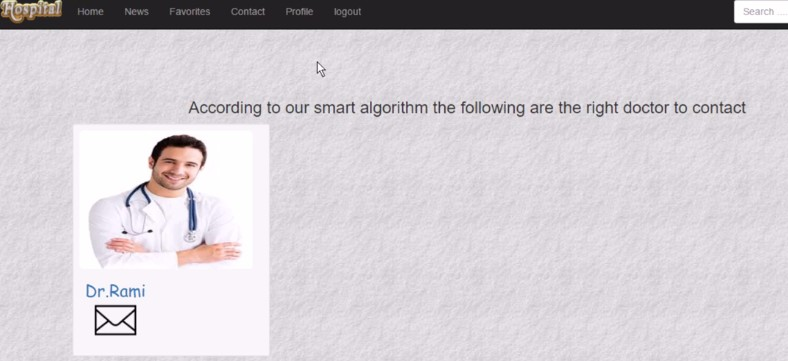 Hospital
Home News Favorites Contact Profile logout
Search.....
According to our smart algorithm the following are the right doctor to contact
Dr.Rami